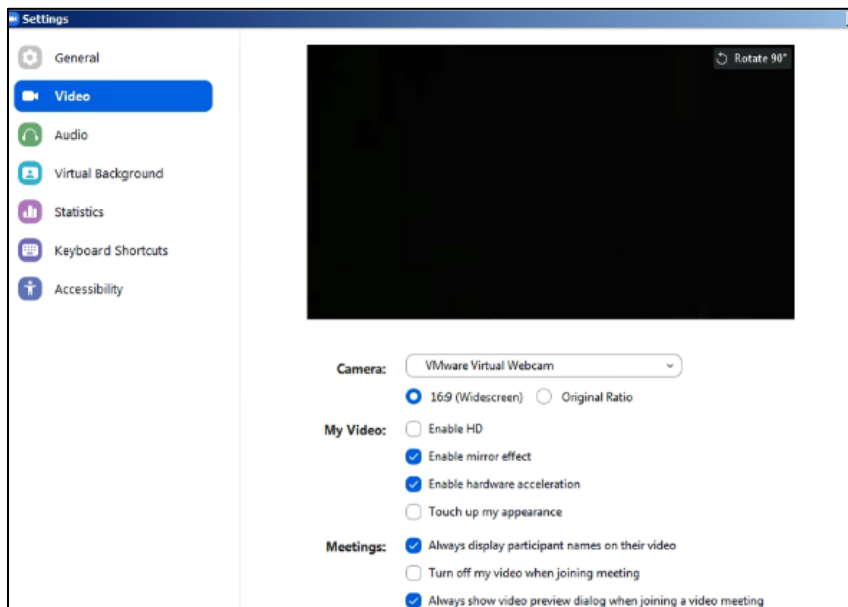 Settings
General
Video
Audio
Virtual Background
Statistics
Keyboard Shortcuts
Accessibility
Rotate 90°
Camera: VMware Virtual Webcam
16:9 (Widescreen) Original Ratio
My Video: Enable HD
Enable mirror effect
Enable hardware acceleration
Touch up my appearance
Meetings: Always display participant names on their video
Turn off my video when joining meeting
Always show video preview dialog when joining a video meeting